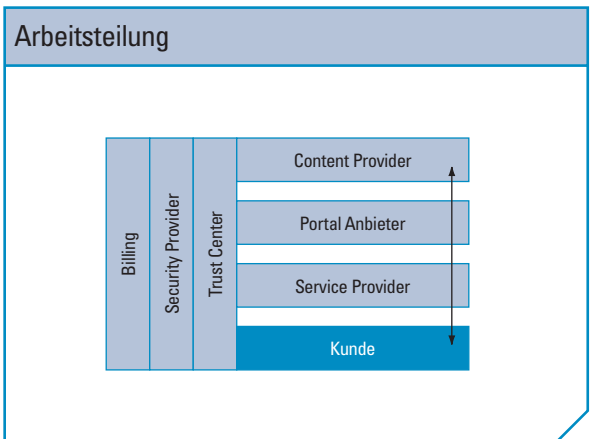 Arbeitsteilung
Billing
Security Provider
Trust Center
Content Provider
Portal Anbieter
Service Provider
Kunde